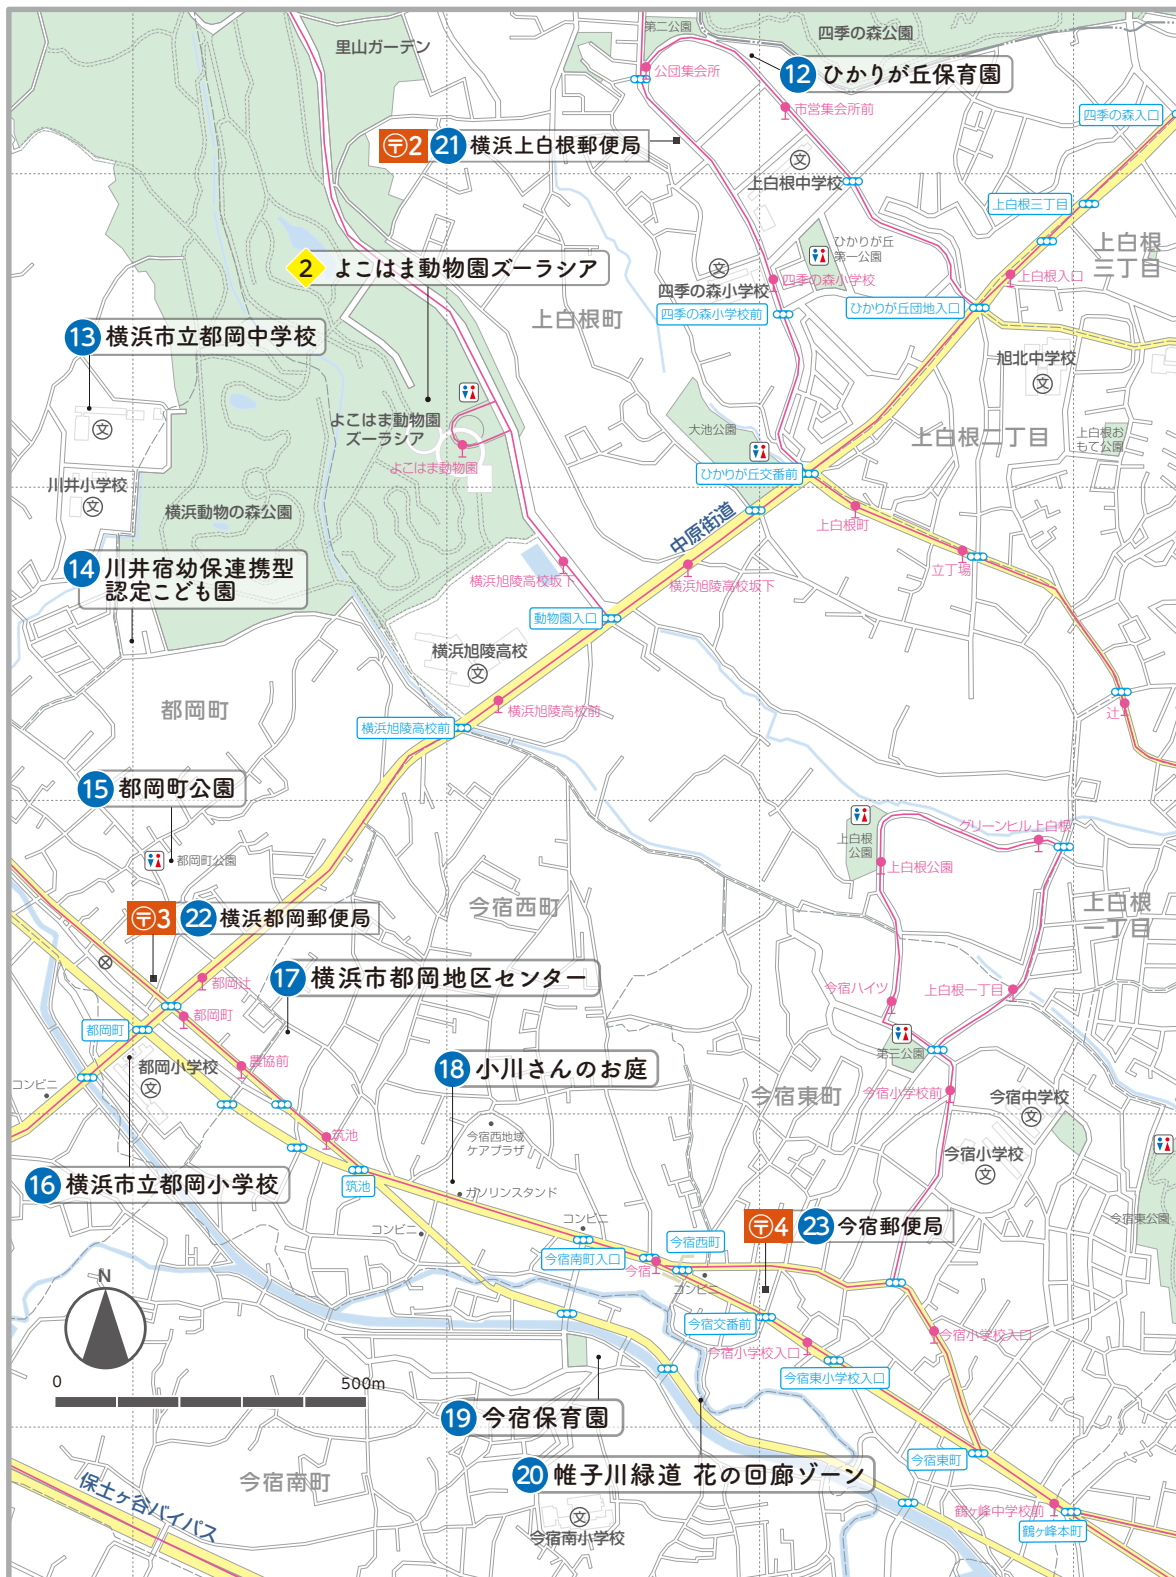 里山ガーデン
第二公園
四季の森公園
公団集会所
12 ひかりが丘保育園
市営集会所前
四季の森入口
〒2 21 横浜上白根郵便局
文
上白根中学校
上白根三丁目
上白根
三丁目
ひかりが丘
第一公園
2 よこはま動物園ズーラシア
文
四季の森小学校
四季の森小学校
上白根入口
四季の森小学校前
ひかりが丘団地入口
上白根町
13 横浜市立都岡中学校
旭北中学校
文
よこはま動物園
ズーラシア
文
大池公園
上白根二丁目
上白根お
もて公園
よこはま動物園
ひかりが丘交番前
川井小学校
文
横浜動物の森公園
上白根町
中原街道
立丁場
14 川井宿幼保連携型
認定こども園
横浜旭陵高校坂下
横浜旭陵高校坂下
動物園入口
横浜旭陵高校
文
都岡町
横浜旭陵高校前
横浜旭陵高校前
辻
15 都岡町公園
都岡町公園
グリーンヒル上白根
上白根
公園
上白根公園
今宿西町
上白根
一丁目
〒3 22 横浜都岡郵便局
17 横浜市都岡地区センター
都岡辻
今宿ハイツ
上白根一丁目
都岡町
都岡町
第三公園
都岡小学校
文
農協前
コンビニ
18 小川さんのお庭
今宿東町
今宿小学校前
今宿中学校
文
筑池
今宿西地域
ケアプラザ
今宿小学校
文
16 横浜市立都岡小学校
筑池
ガソリンスタンド
コンビニ
コンビニ
〒4 23 今宿郵便局
今宿東公園
今宿西町
今宿南町入口
今宿
コンビニ
N
今宿交番前
今宿小学校入口
今宿小学校入口
今宿東小学校入口
0 500m
19 今宿保育園
今宿東町
20 帷子川緑道 花の回廊ゾーン
今宿南町
保土ヶ谷バイパス
文
今宿南小学校
鶴ヶ峰中学校前
鶴ヶ峰本町